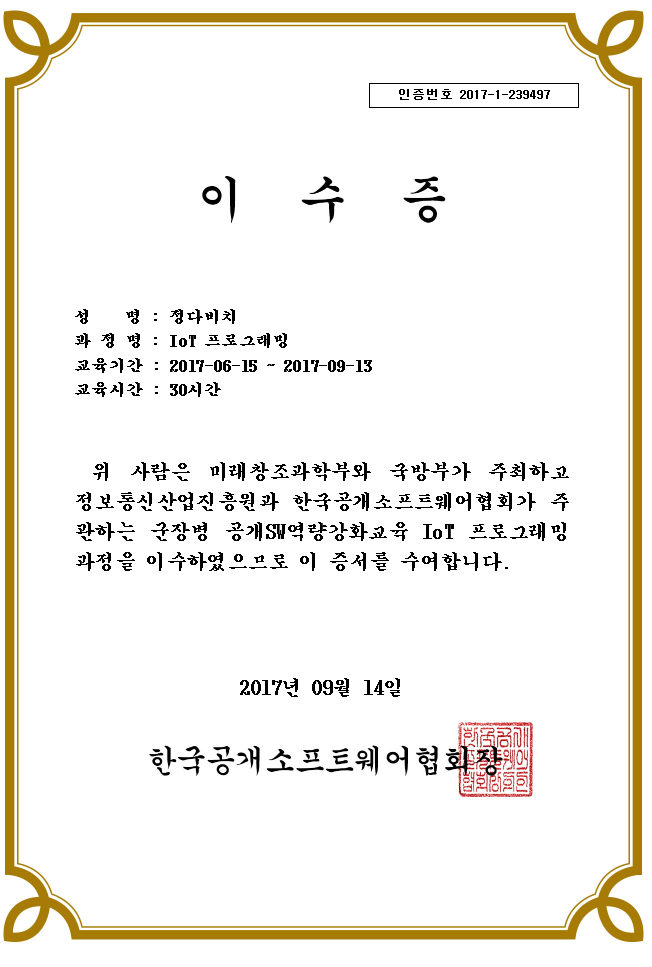 인증번호 2017-1-239497
이 수 증
성 명 : 정다비치
과 정 명 : IoT 프로그래밍
교육기간 : 2017-06-15 ~ 2017-09-13
교육시간 : 30시간
위 사람은 미래창조과학부와 국방부가 주최하고
정보통신산업진흥원과 한국공개소프트웨어협회가 주
관하는 군장병 공개SW역량강화교육 IoT 프로그래밍
과정을 이수하였으므로 이 증서를 수여합니다.
2017년 09월 14일
한국공개소프트웨어협회장